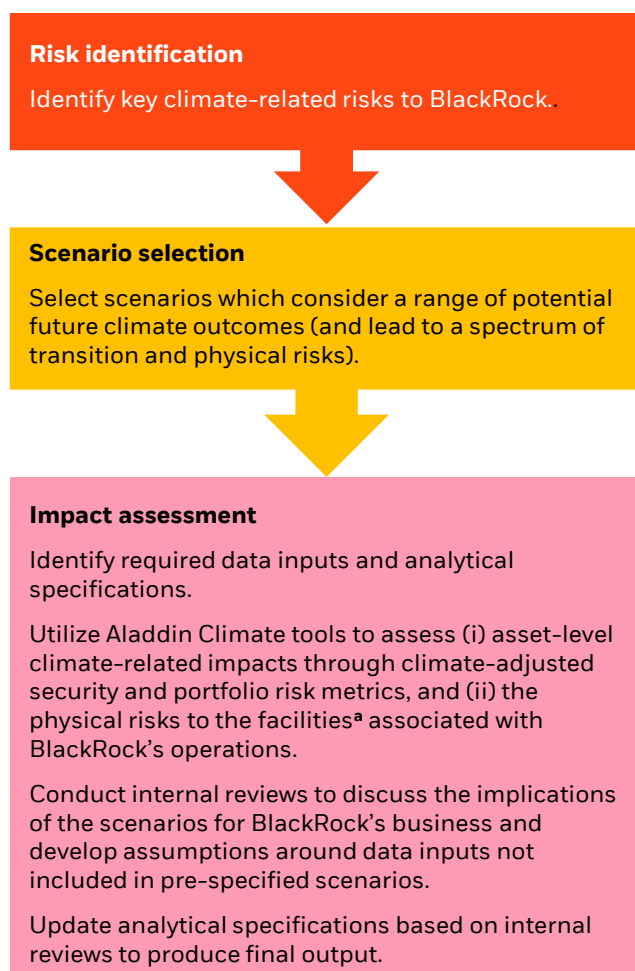 Risk identification
Identify key climate-related risks to BlackRock..
Scenario selection
Select scenarios which consider a range of potential
future climate outcomes (and lead to a spectrum of
transition and physical risks).
Impact assessment
Identify required data inputs and analytical
specifications.
Utilize Aladdin Climate tools to assess (i) asset-level
climate-related impacts through climate-adjusted
security and portfolio risk metrics, and (ii) the
physical risks to the facilitiesᵃ associated with
BlackRock’s operations.
Conduct internal reviews to discuss the implications
of the scenarios for BlackRock’s business and
develop assumptions around data inputs not
included in pre-specified scenarios.
Update analytical specifications based on internal
reviews to produce final output.